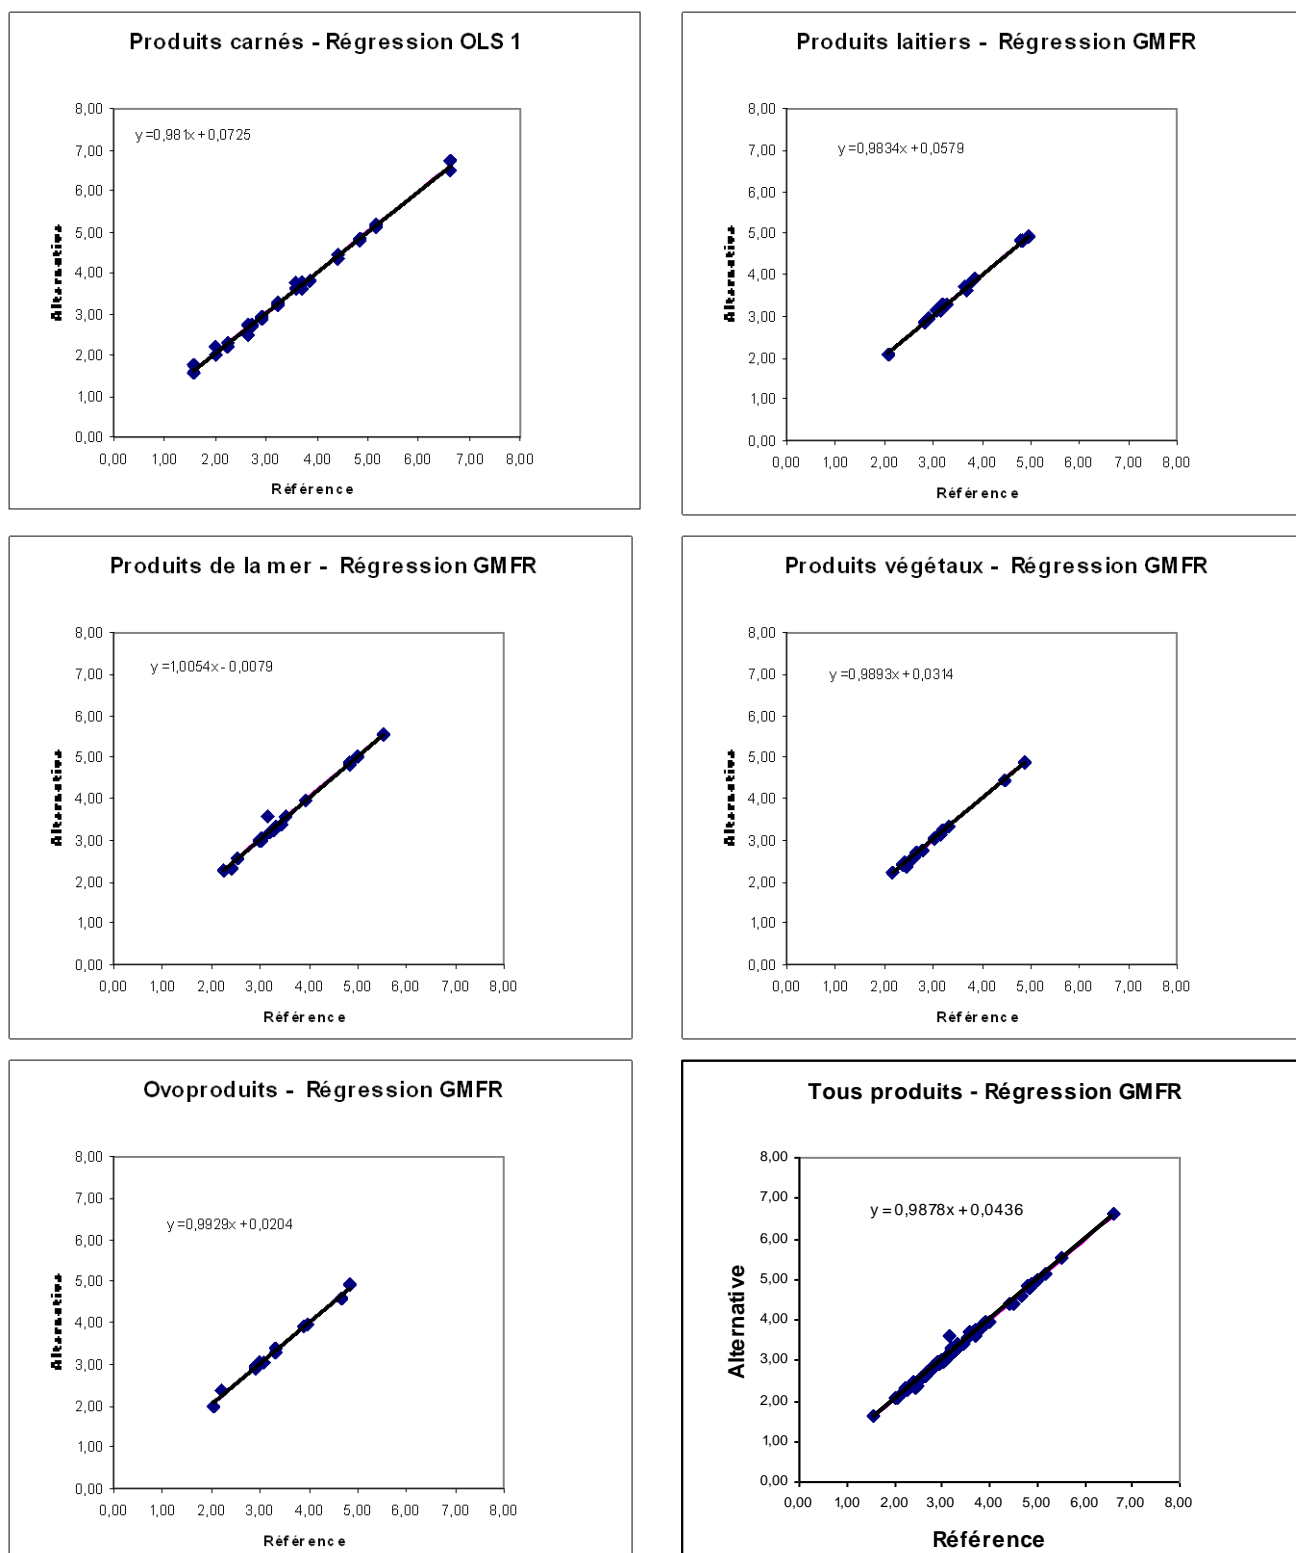 Produits carnés - Régression OLS 1
y =0,981x + 0,0725
8,00
7,00
6,00
5,00
4,00
3,00
2,00
1,00
0,00
Alternative
0,00 1,00 2,00 3,00 4,00 5,00 6,00 7,00 8,00
Référence
Produits laitiers - Régression GMFR
y =0,9834x + 0,0579
8,00
7,00
6,00
5,00
4,00
3,00
2,00
1,00
0,00
Alternative
0,00 1,00 2,00 3,00 4,00 5,00 6,00 7,00 8,00
Référence
Produits de la mer - Régression GMFR
y =1,0054x - 0,0079
8,00
7,00
6,00
5,00
4,00
3,00
2,00
1,00
0,00
Alternative
0,00 1,00 2,00 3,00 4,00 5,00 6,00 7,00 8,00
Référence
Produits végétaux - Régression GMFR
y =0,9893x + 0,0314
8,00
7,00
6,00
5,00
4,00
3,00
2,00
1,00
0,00
Alternative
0,00 1,00 2,00 3,00 4,00 5,00 6,00 7,00 8,00
Référence
Ovoproduits - Régression GMFR
y =0,9929x + 0,0204
8,00
7,00
6,00
5,00
4,00
3,00
2,00
1,00
0,00
Alternative
0,00 1,00 2,00 3,00 4,00 5,00 6,00 7,00 8,00
Référence
Tous produits - Régression GMFR
y = 0,9878x + 0,0436
8,00
7,00
6,00
5,00
4,00
3,00
2,00
1,00
0,00
Alternative
0,00 1,00 2,00 3,00 4,00 5,00 6,00 7,00 8,00
Référence